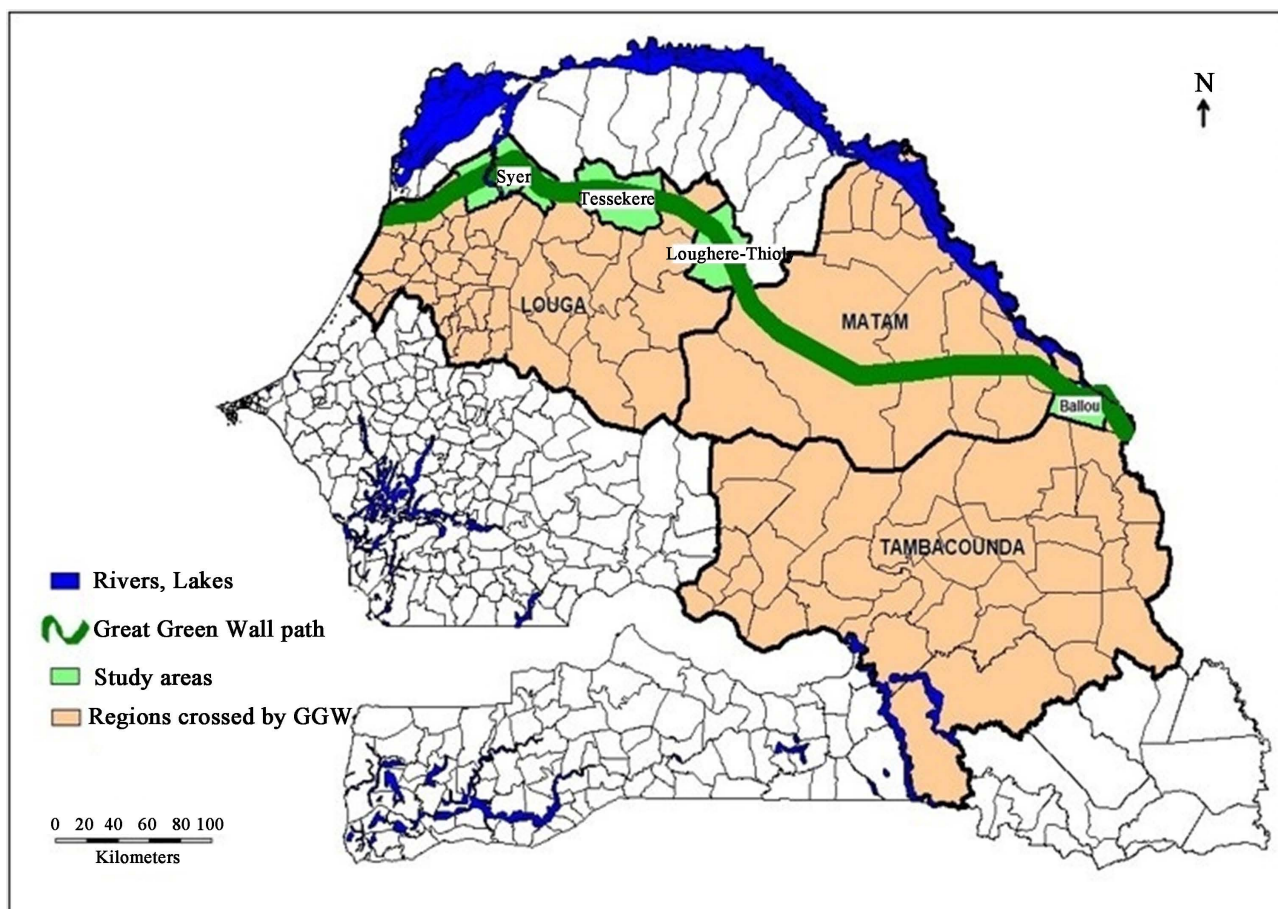 N
Syer
Tessekere
Loughere-Thioly
LOUGA
MATAM
Ballou
TAMBACOUNDA
Rivers, Lakes
Great Green Wall path
Study areas
Regions crossed by GGW
0 20 40 60 80 100
Kilometers